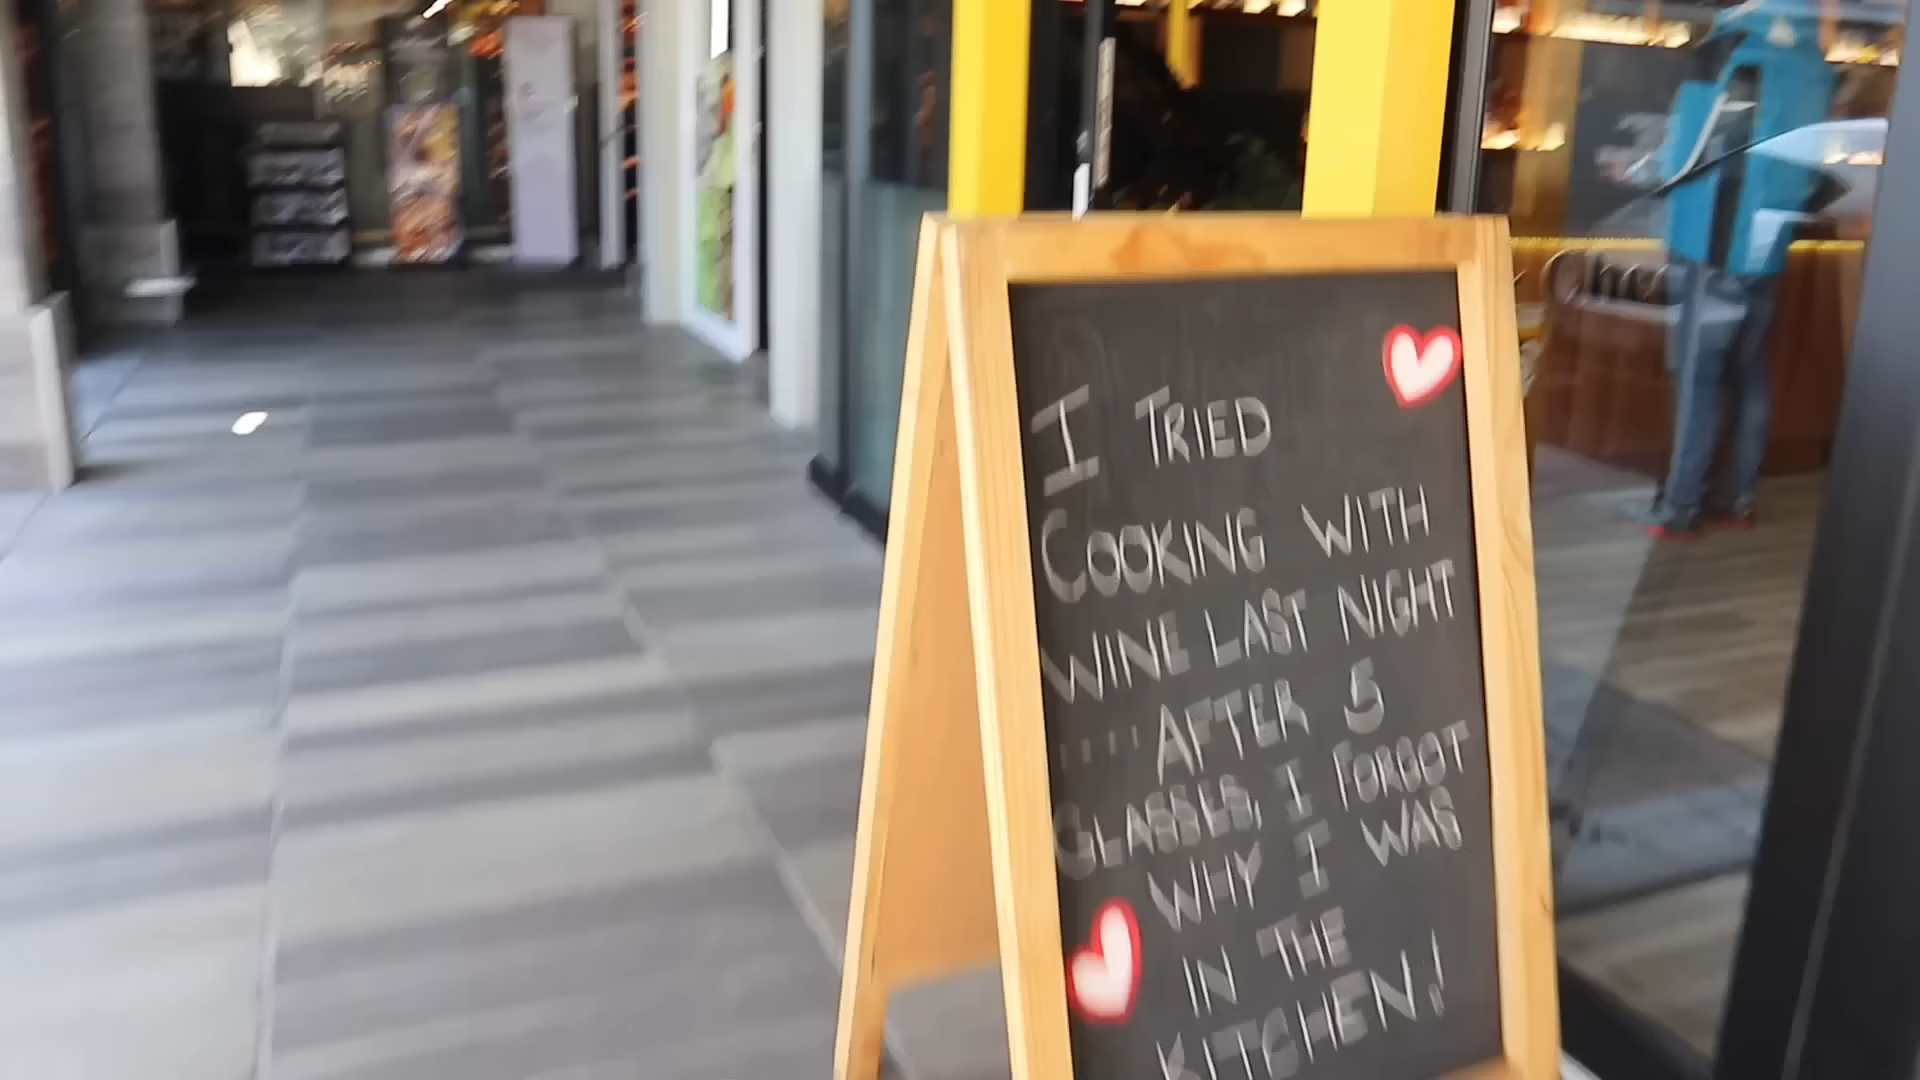 I TRIED
COOKING WITH
WINE LAST NIGHT
....AFTER 5
GLASSES, I FORGOT
WHY I WAS
IN THE
KITCHEN!